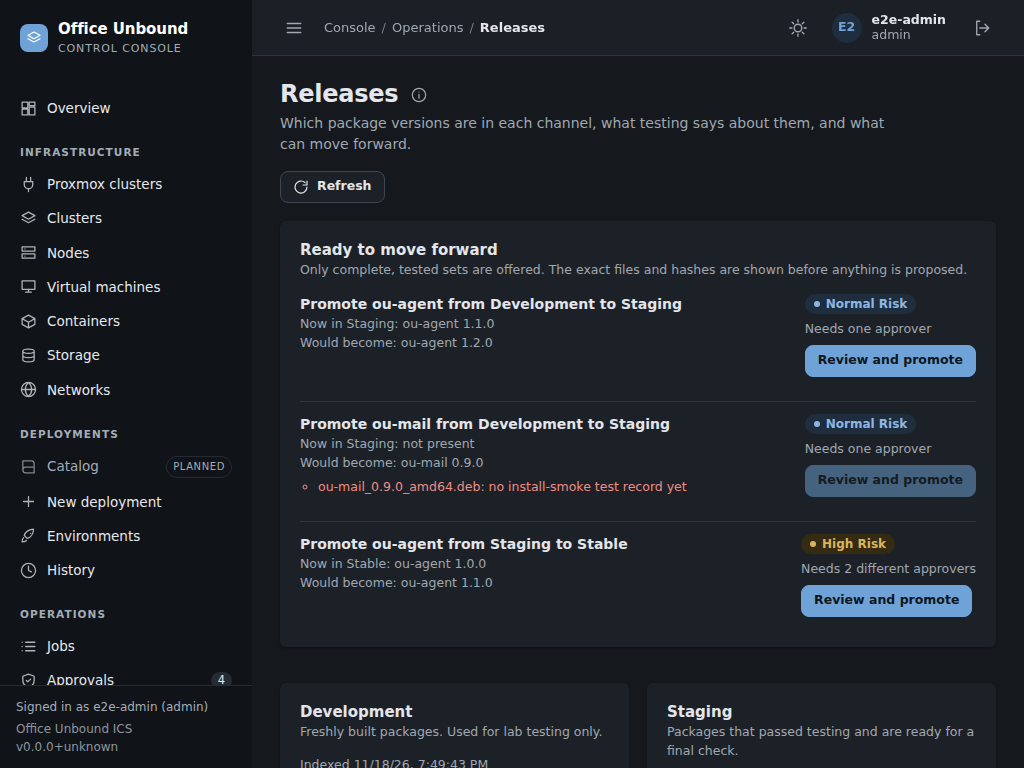 Office Unbound
CONTROL CONSOLE
Overview
INFRASTRUCTURE
Proxmox clusters
Clusters
Nodes
Virtual machines
Containers
Storage
Networks
DEPLOYMENTS
Catalog PLANNED
New deployment
Environments
History
OPERATIONS
Jobs
Approvals 4
Signed in as e2e-admin (admin)
Office Unbound ICS
v0.0.0+unknown
Console / Operations / Releases
E2 e2e-admin
admin
Releases
Which package versions are in each channel, what testing says about them, and what
can move forward.
Refresh
Ready to move forward
Only complete, tested sets are offered. The exact files and hashes are shown before anything is proposed.
Promote ou-agent from Development to Staging
Now in Staging: ou-agent 1.1.0
Would become: ou-agent 1.2.0
Normal Risk
Needs one approver
Review and promote
Promote ou-mail from Development to Staging
Now in Staging: not present
Would become: ou-mail 0.9.0
ou-mail_0.9.0_amd64.deb: no install-smoke test record yet
Normal Risk
Needs one approver
Review and promote
Promote ou-agent from Staging to Stable
Now in Stable: ou-agent 1.0.0
Would become: ou-agent 1.1.0
High Risk
Needs 2 different approvers
Review and promote
Development
Freshly built packages. Used for lab testing only.
Indexed 11/18/26, 7:49:43 PM
Staging
Packages that passed testing and are ready for a
final check.